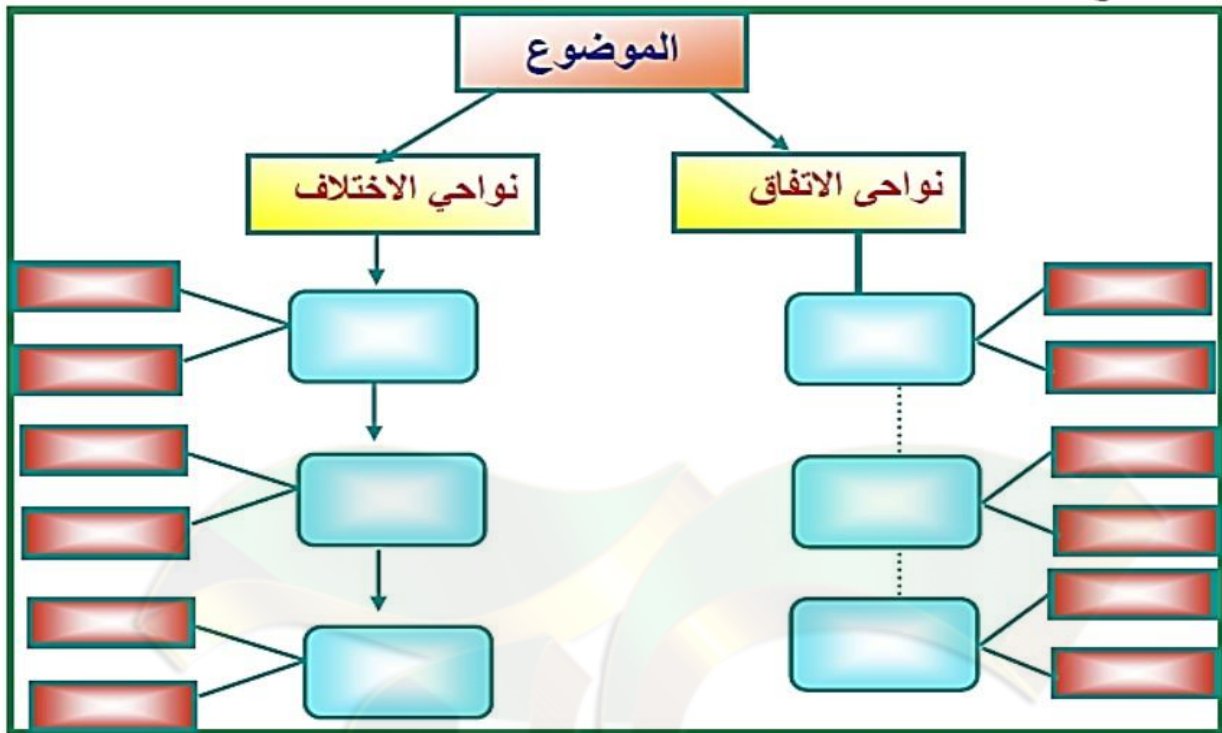 الموضوع
نواحى الاتفاق
نواحي الاختلاف